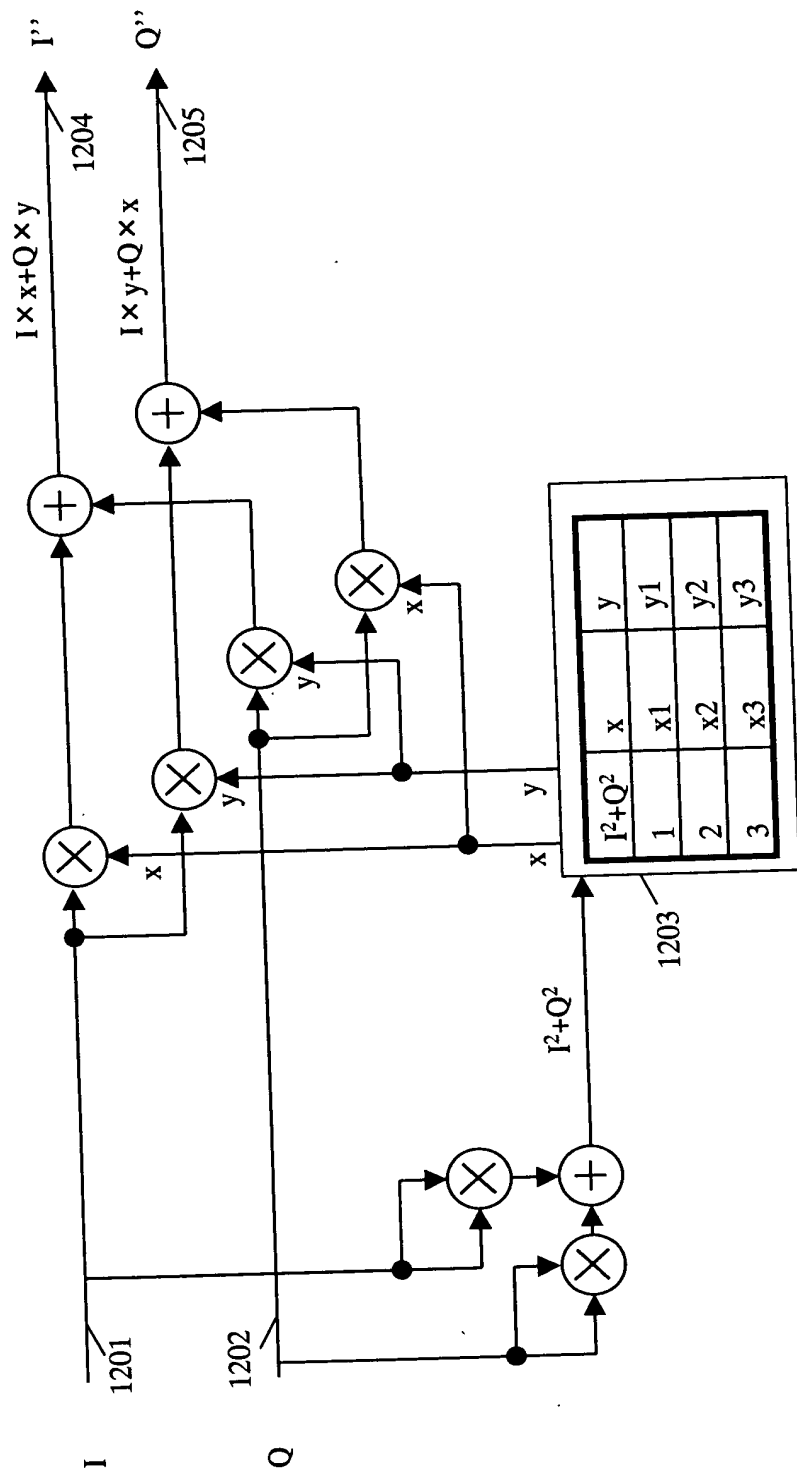 I
1201
I×x+Q×y
1204
I’’
Q
1202
I×y+Q×x
1205
Q’’
x
y
y
x
x
y
I²+Q²
1203
I²+Q² x y
1 x1 y1
2 x2 y2
3 x3 y3